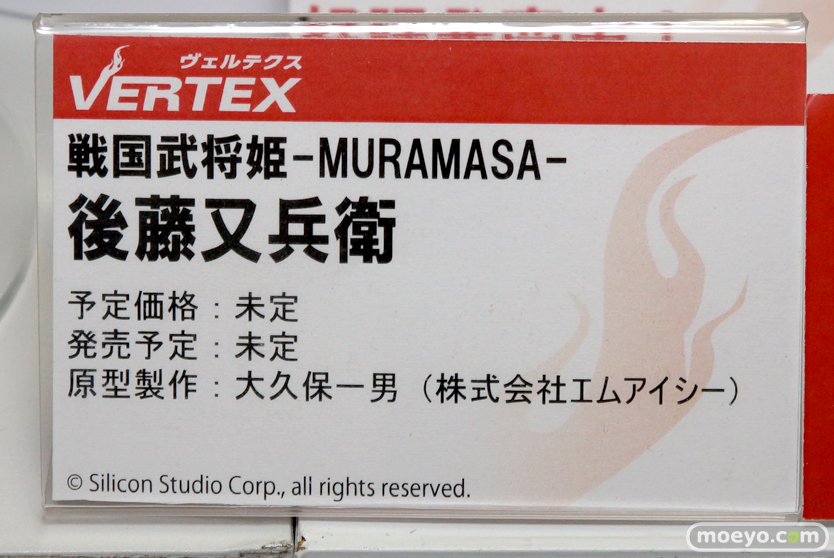 ヴェルテクス
VERTEX
戦国武将姫-MURAMASA-
後藤又兵衛
予定価格：未定
発売予定：未定
原型製作：大久保一男（株式会社エムアイシー）
© Silicon Studio Corp., all rights reserved.
moeyo.com